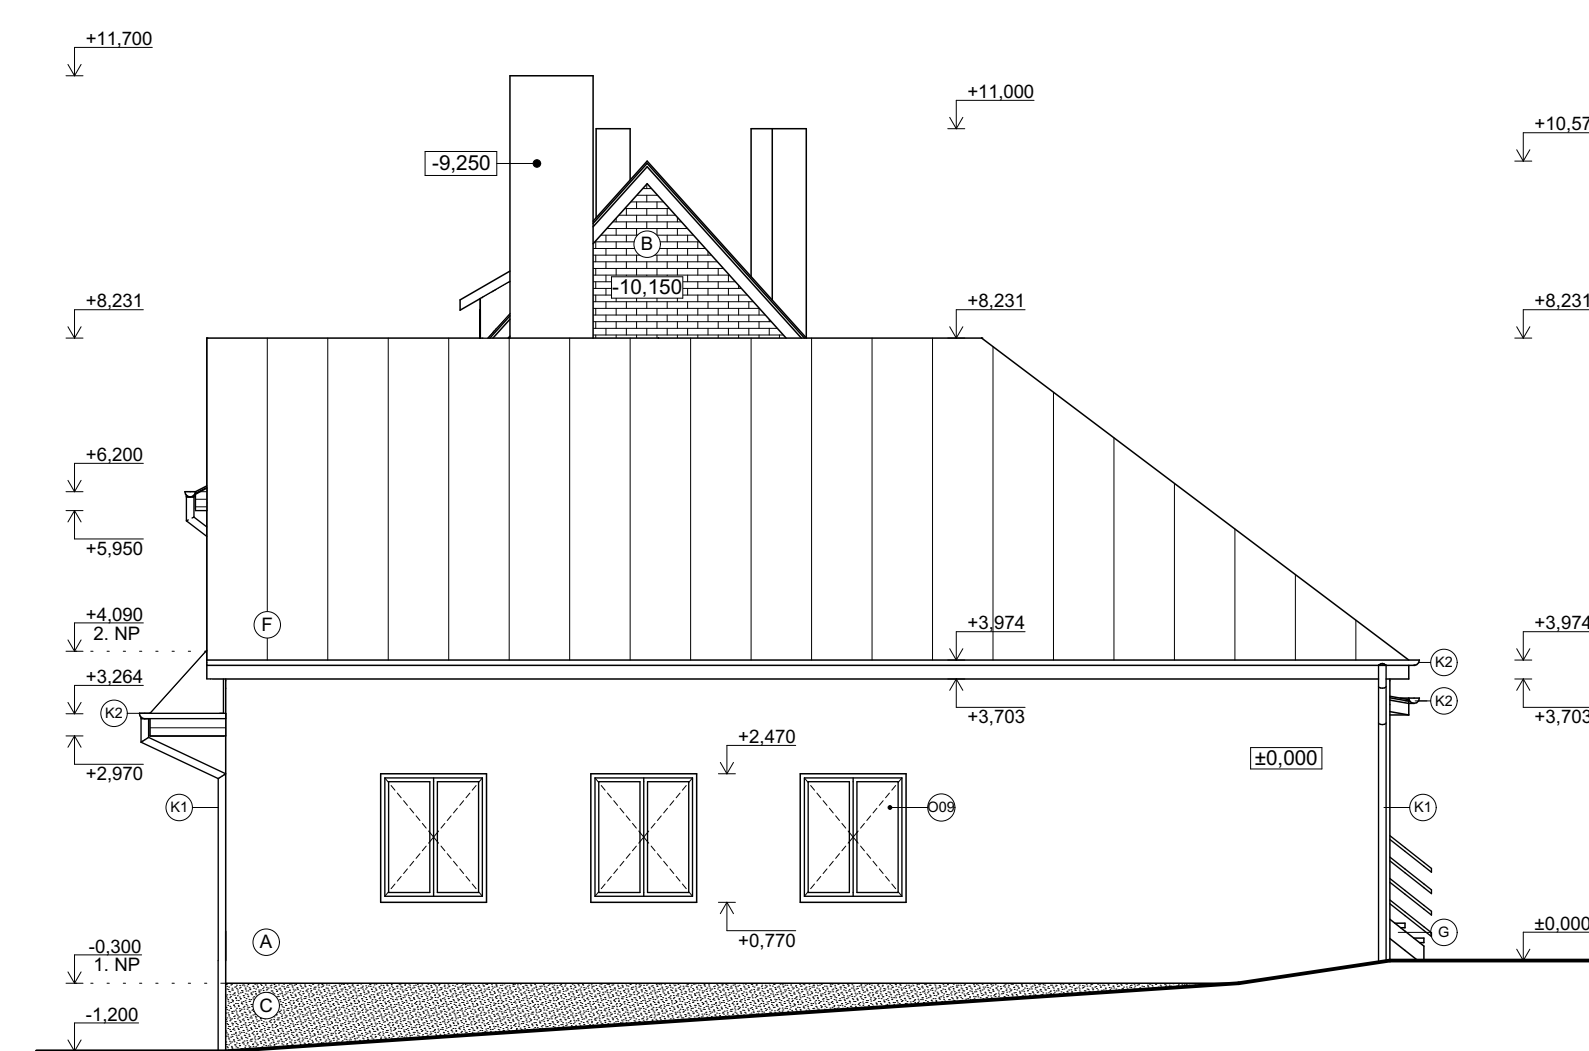 +11,700
+11,000
+10,57
-9,250
B
-10,150
+8,231
+8,231
+8,231
+6,200
+5,950
+4,090
2. NP
F
+3,974
+3,974
K2
+3,264
K2
K2
+3,703
+3,703
+2,470
±0,000
+2,970
K1
O09
K1
+0,770
G
±0,000
A
-0,300
1. NP
C
-1,200